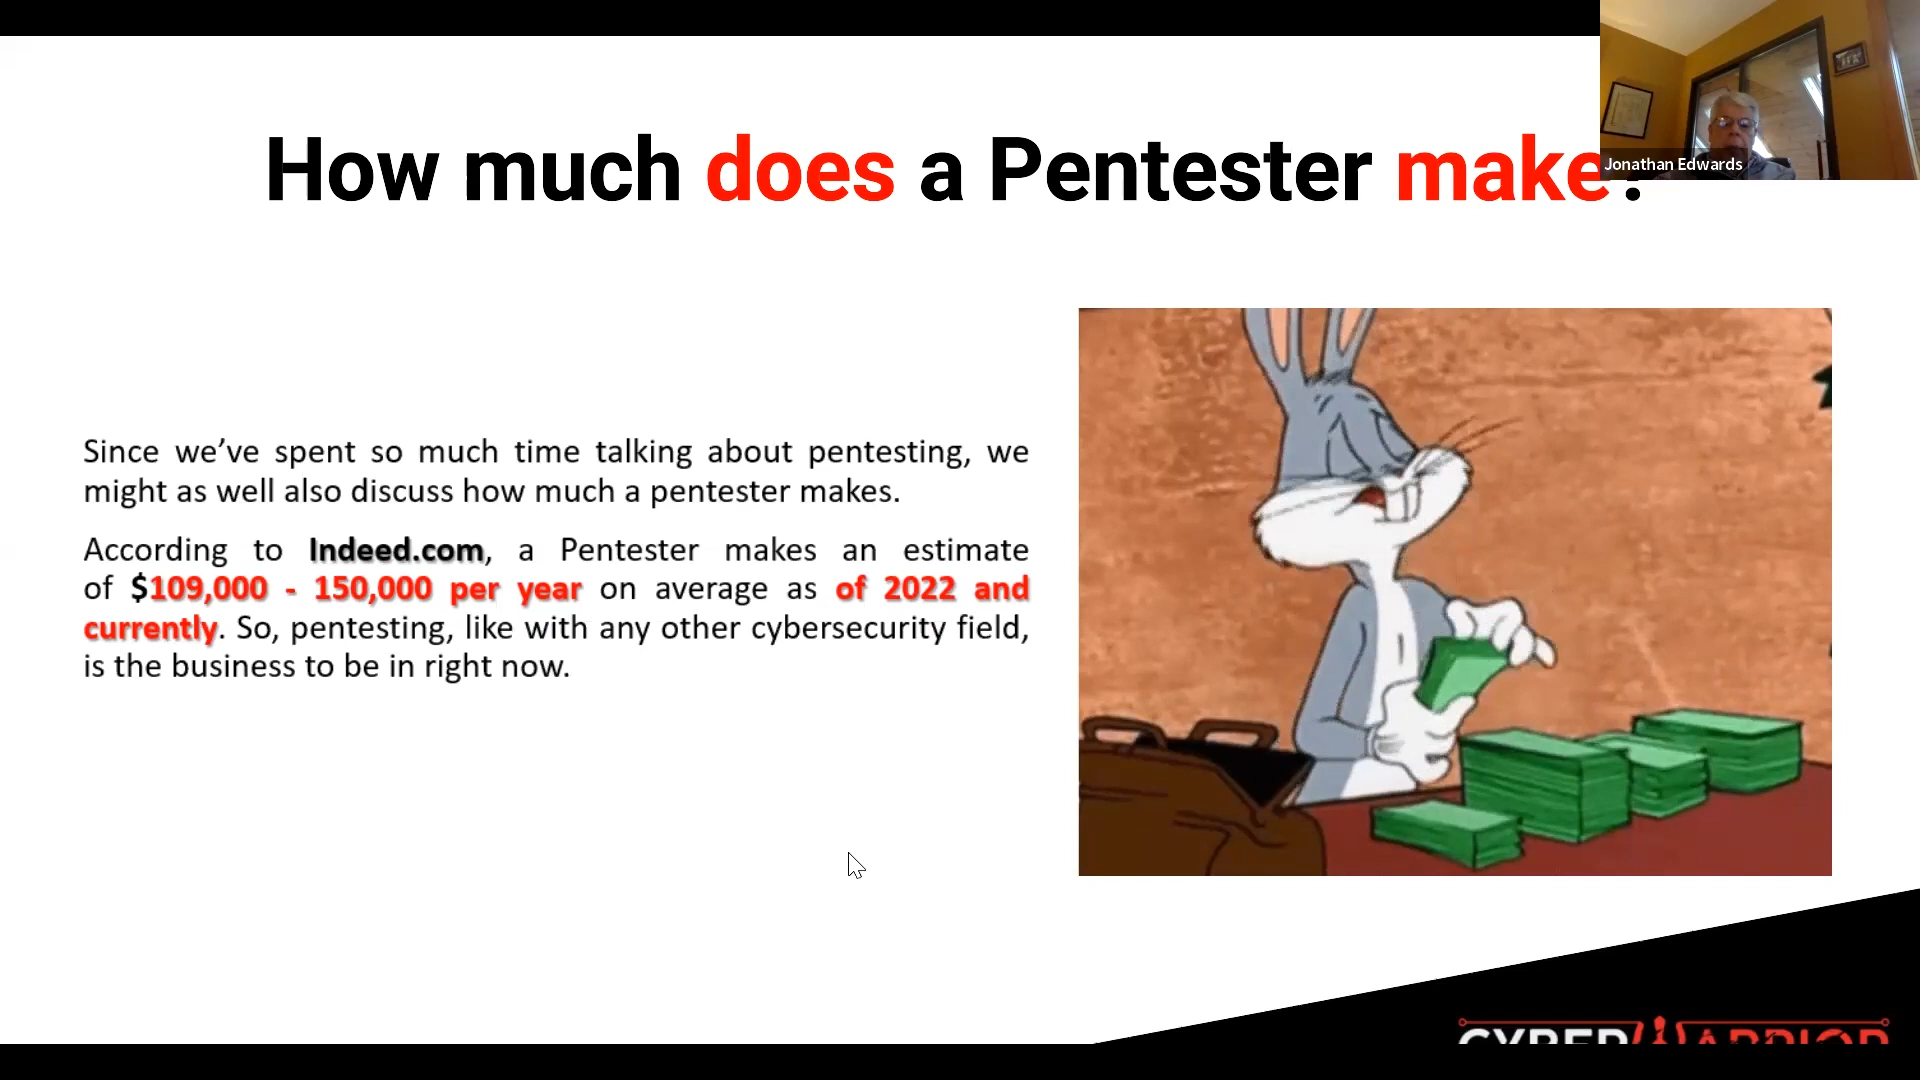 How much does a Pentester make?
Jonathan Edwards
Since we’ve spent so much time talking about pentesting, we
might as well also discuss how much a pentester makes.
According to Indeed.com, a Pentester makes an estimate
of $109,000 - 150,000 per year on average as of 2022 and
currently. So, pentesting, like with any other cybersecurity field,
is the business to be in right now.
CYBERWARRIOR